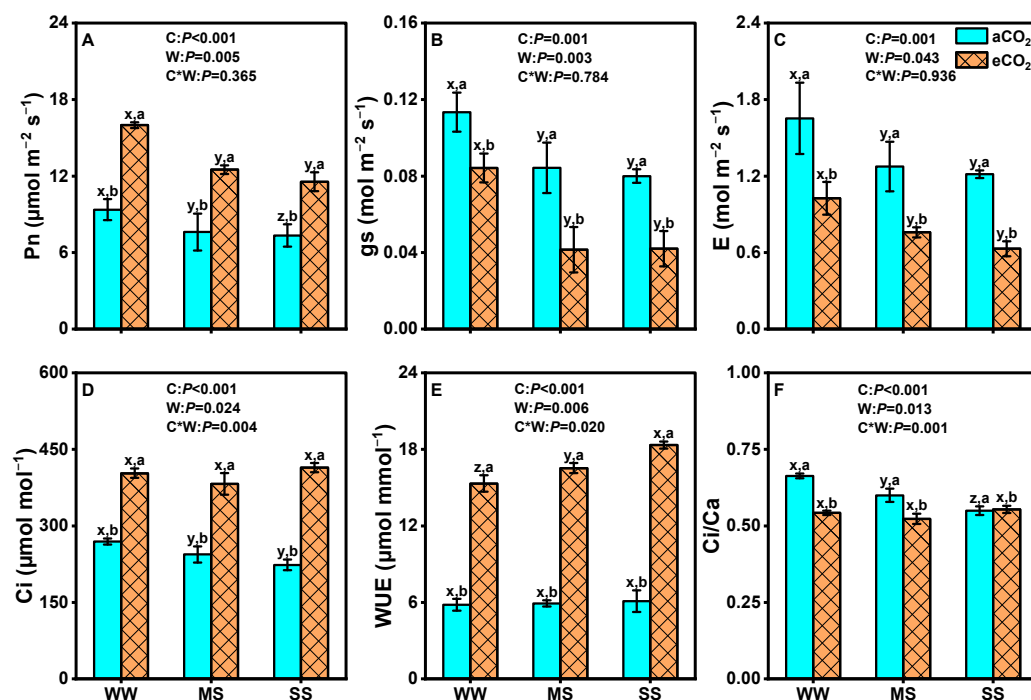 A
C:P<0.001
W:P=0.005
C*W:P=0.365
24
18
12
6
0
Pn (μmol m⁻² s⁻¹)
x,b
x,a
y,b
y,a
z,b
y,a
B
C:P=0.001
W:P=0.003
C*W:P=0.784
0.16
0.12
0.08
0.04
0.00
gs (mol m⁻² s⁻¹)
x,a
x,b
y,a
y,b
y,a
y,b
C
C:P=0.001
W:P=0.043
C*W:P=0.936
aCO₂
eCO₂
2.4
1.8
1.2
0.6
0.0
E (mol m⁻² s⁻¹)
x,a
x,b
y,a
y,b
y,a
y,b
D
C:P<0.001
W:P=0.024
C*W:P=0.004
600
450
300
150
0
Ci (μmol mol⁻¹)
x,b
x,a
y,b
x,a
y,b
x,a
WW
MS
SS
E
C:P<0.001
W:P=0.006
C*W:P=0.020
24
18
12
6
0
WUE (μmol mmol⁻¹)
x,b
z,a
x,b
y,a
x,b
x,a
WW
MS
SS
F
C:P<0.001
W:P=0.013
C*W:P=0.001
1.00
0.75
0.50
0.25
0.00
Ci/Ca
x,a
x,b
y,a
x,b
z,a
x,b
WW
MS
SS